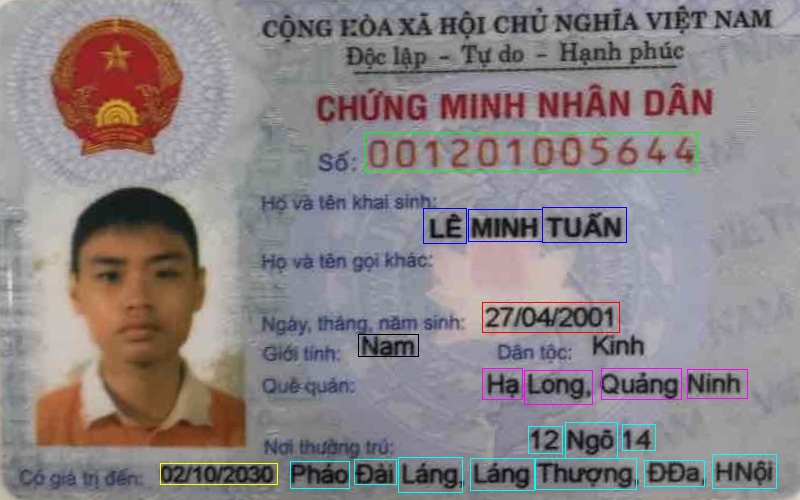 CỘNG HÒA XÃ HỘI CHỦ NGHĨA VIỆT NAM
Độc lập - Tự do - Hạnh phúc
CHỨNG MINH NHÂN DÂN
Số: 001201005644
Họ và tên khai sinh:
LÊ MINH TUẤN
Họ và tên gọi khác:
Ngày, tháng, năm sinh: 27/04/2001
Giới tính: Nam Dân tộc: Kinh
Quê quán: Hạ Long, Quảng Ninh
Nơi thường trú: 12 Ngõ 14
Có giá trị đến: 02/10/2030 Pháo Đài Láng, Láng Thượng, ĐĐa, HNội